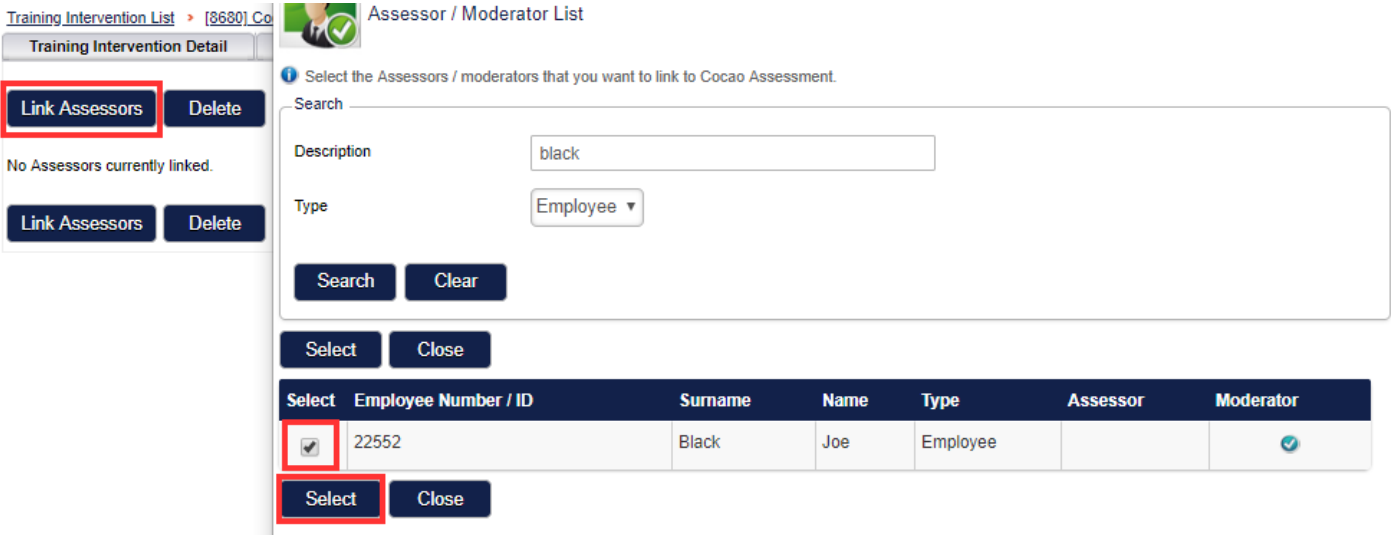 Training Intervention List > [8680] Co
Training Intervention Detail
Link Assessors Delete
No Assessors currently linked.
Link Assessors Delete
Assessor / Moderator List
Select the Assessors / moderators that you want to link to Cocao Assessment.
Search
Description black
Type Employee
Search Clear
Select Close
Select Employee Number / ID Surname Name Type Assessor Moderator
22552 Black Joe Employee
Select Close